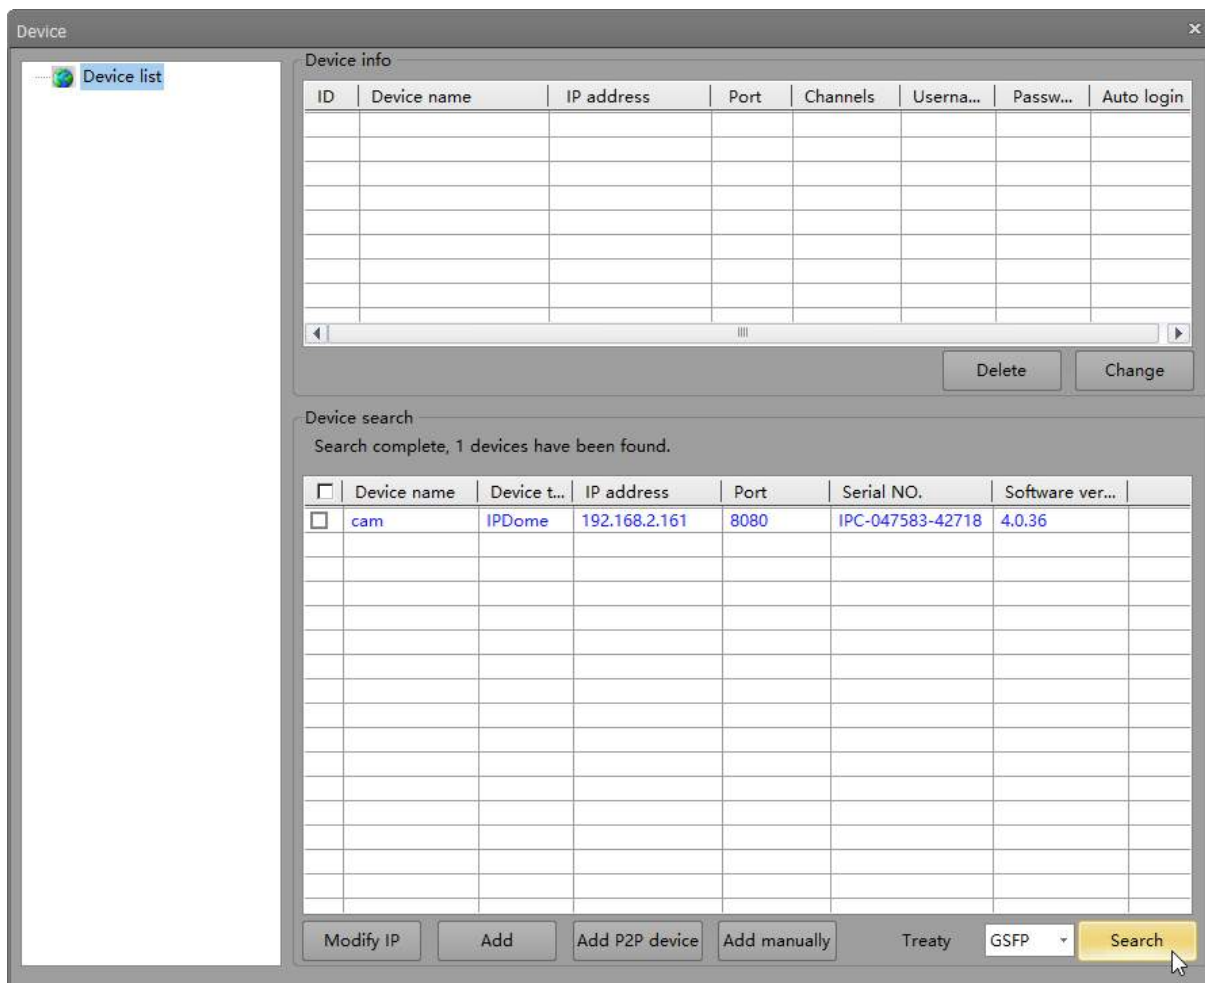 Device
Device list
Device info
ID Device name IP address Port Channels Userna... Passw... Auto login
Delete Change
Device search
Search complete, 1 devices have been found.
Device name Device t... IP address Port Serial NO. Software ver...
cam IPDome 192.168.2.161 8080 IPC-047583-42718 4.0.36
Modify IP Add Add P2P device Add manually Treaty GSFP Search